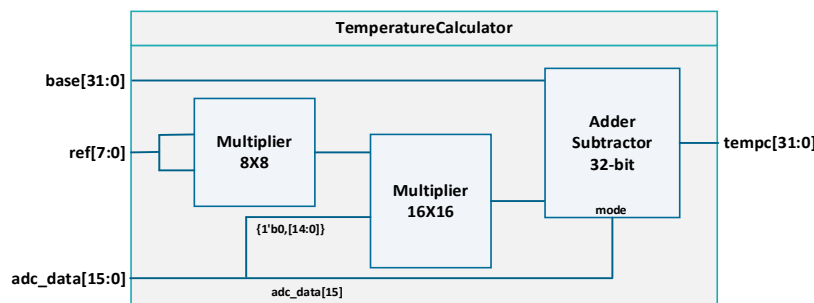 TemperatureCalculator
base[31:0]
ref[7:0]
Multiplier
8X8
Multiplier
16X16
Adder
Subtractor
32-bit
mode
tempc[31:0]
{1'b0,[14:0]}
adc_data[15:0]
adc_data[15]